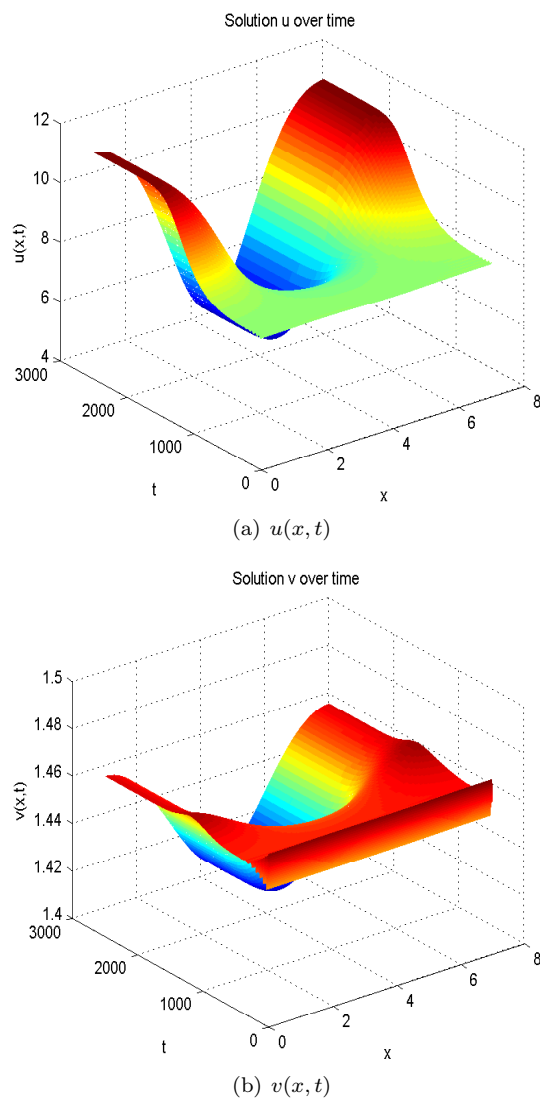 Solution u over time
12
10
8
6
4
u(x,t)
3000
2000
1000
0
t
0
2
4
6
8
x
(a) u(x, t)
Solution v over time
1.5
1.48
1.46
1.44
1.42
1.4
v(x,t)
3000
2000
1000
0
t
0
2
4
6
8
x
(b) v(x, t)